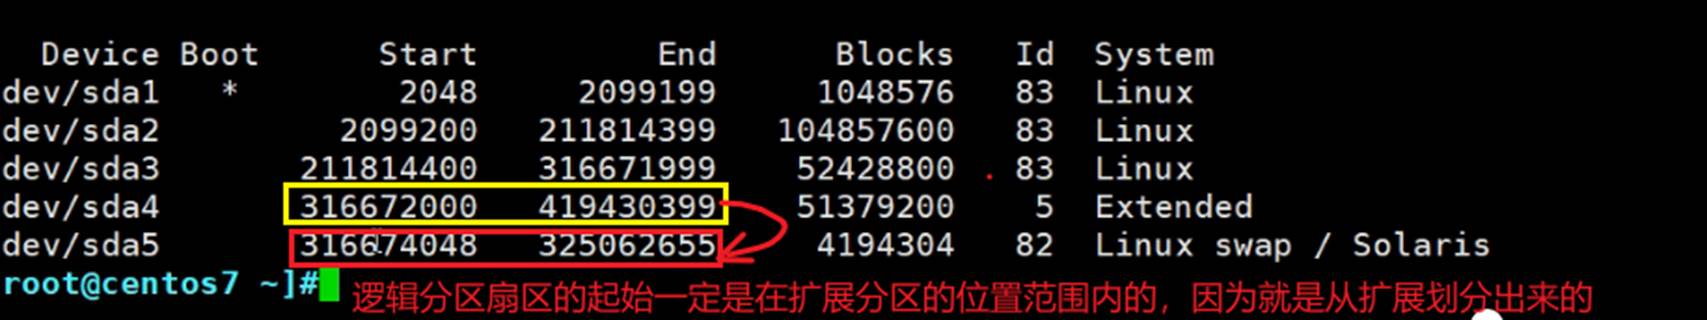 Device Boot Start End Blocks Id System
dev/sda1 * 2048 2099199 1048576 83 Linux
dev/sda2 2099200 211814399 104857600 83 Linux
dev/sda3 211814400 316671999 52428800 83 Linux
dev/sda4 316672000 419430399 51379200 5 Extended
dev/sda5 316674048 325062655 4194304 82 Linux swap / Solaris
root@centos7 ~]#
逻辑分区扇区的起始一定是在扩展分区的位置范围内的，因为就是从扩展划分出来的